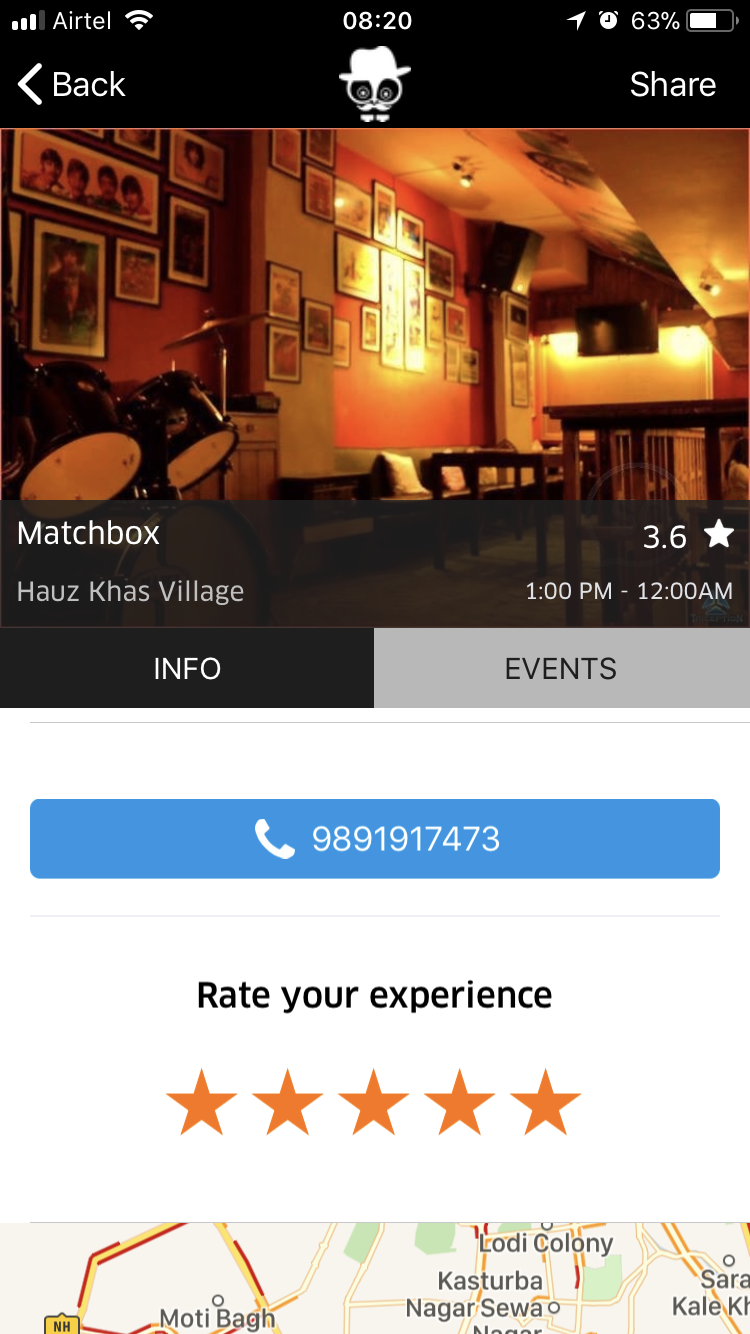 Airtel 08:20 63%
Back Share
Matchbox 3.6
Hauz Khas Village 1:00 PM - 12:00AM
INFO EVENTS
9891917473
Rate your experience
Lodi Colony
Kasturba
Nagar Sewa
Nagar
Sara
Kale Kh
Moti Bagh
NH